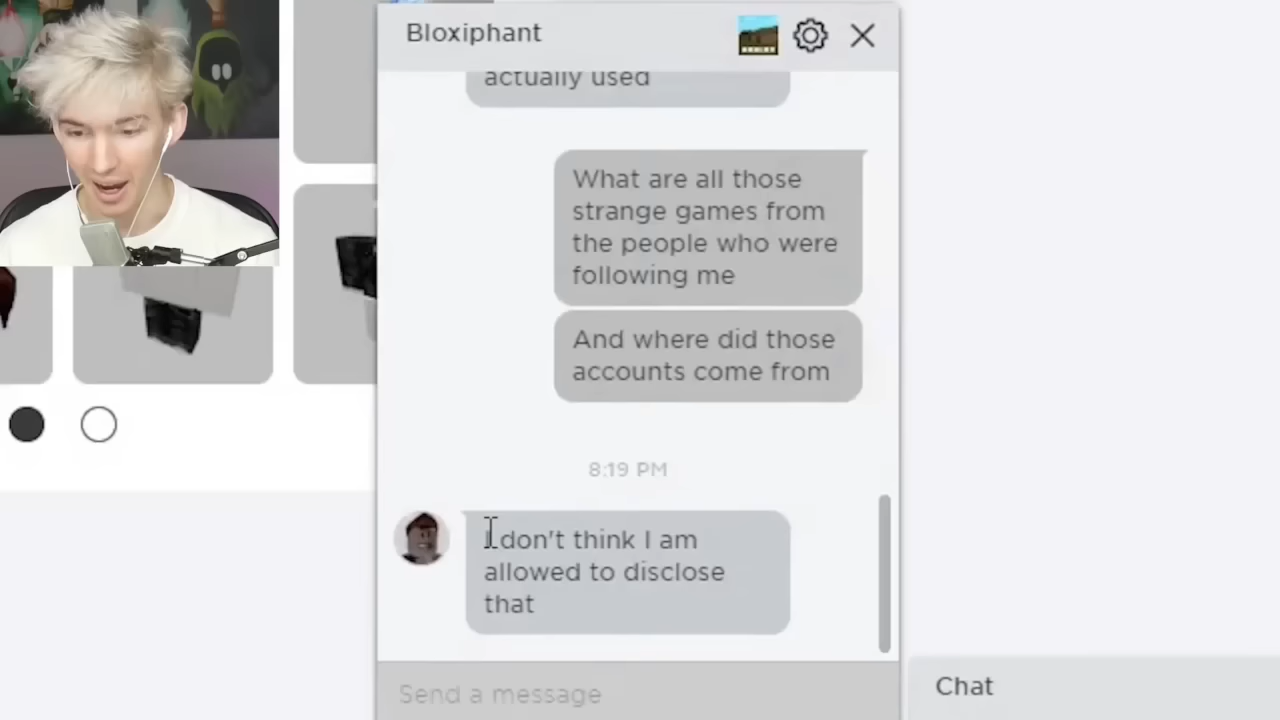 Bloxiphant
actually used
What are all those
strange games from
the people who were
following me
And where did those
accounts come from
8:19 PM
I don't think I am
allowed to disclose
that
Send a message
Chat